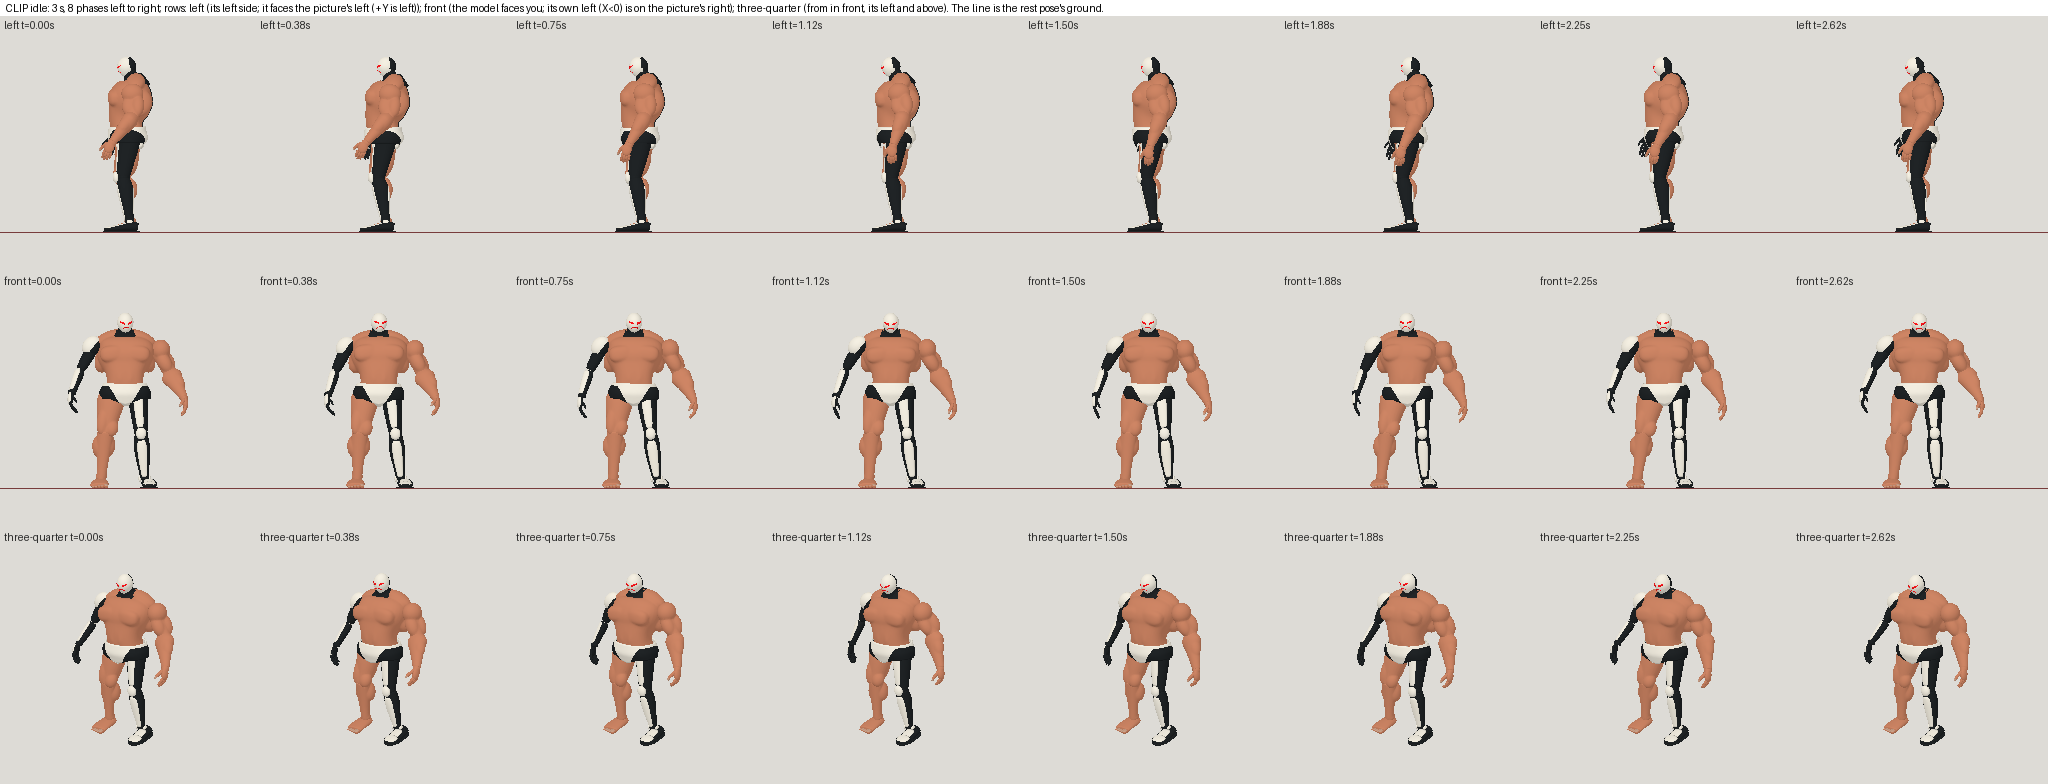 CLIP idle: 3 s, 8 phases left to right; rows: left (its left side; it faces the picture's left (+Y is left)); front (the model faces you; its own left (X<0) is on the picture's right); three-quarter (from in front, its left and above). The line is the rest pose's ground.
left t=0.00s left t=0.38s left t=0.75s left t=1.12s left t=1.50s left t=1.88s left t=2.25s left t=2.62s
front t=0.00s front t=0.38s front t=0.75s front t=1.12s front t=1.50s front t=1.88s front t=2.25s front t=2.62s
three-quarter t=0.00s three-quarter t=0.38s three-quarter t=0.75s three-quarter t=1.12s three-quarter t=1.50s three-quarter t=1.88s three-quarter t=2.25s three-quarter t=2.62s